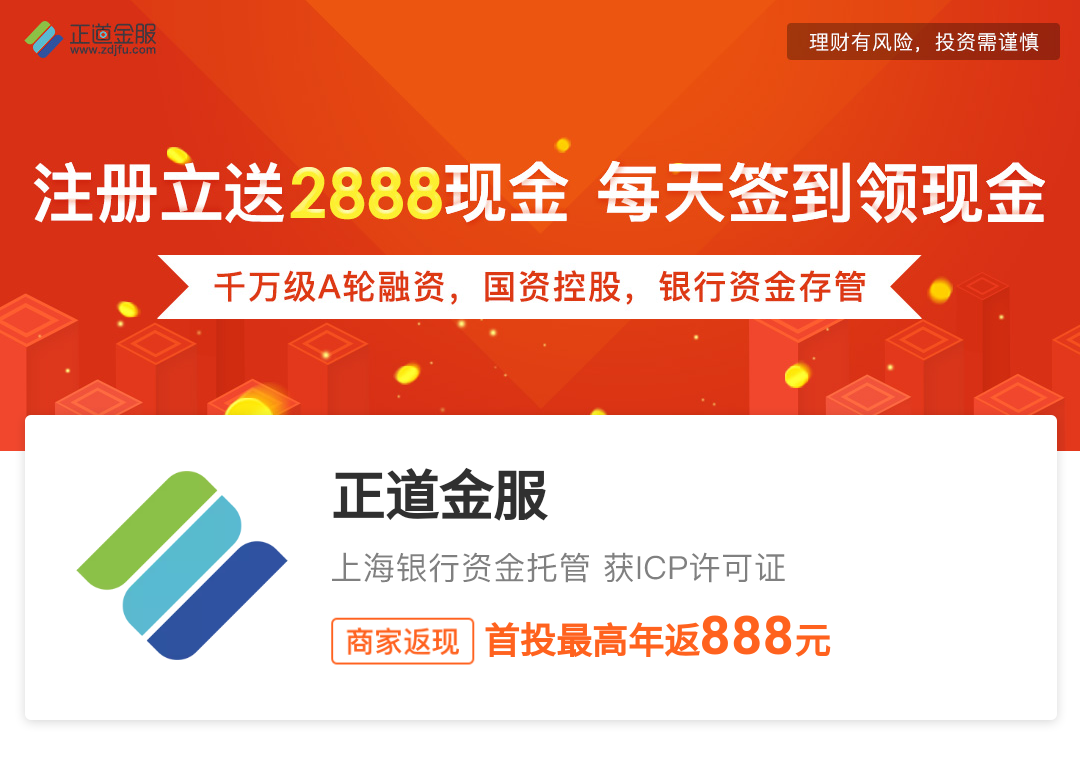 正道金服
www.zdjfu.com
理财有风险，投资需谨慎
注册立送2888现金 每天签到领现金
千万级A轮融资，国资控股，银行资金存管
正道金服
上海银行资金托管 获ICP许可证
商家返现 首投最高年返888元